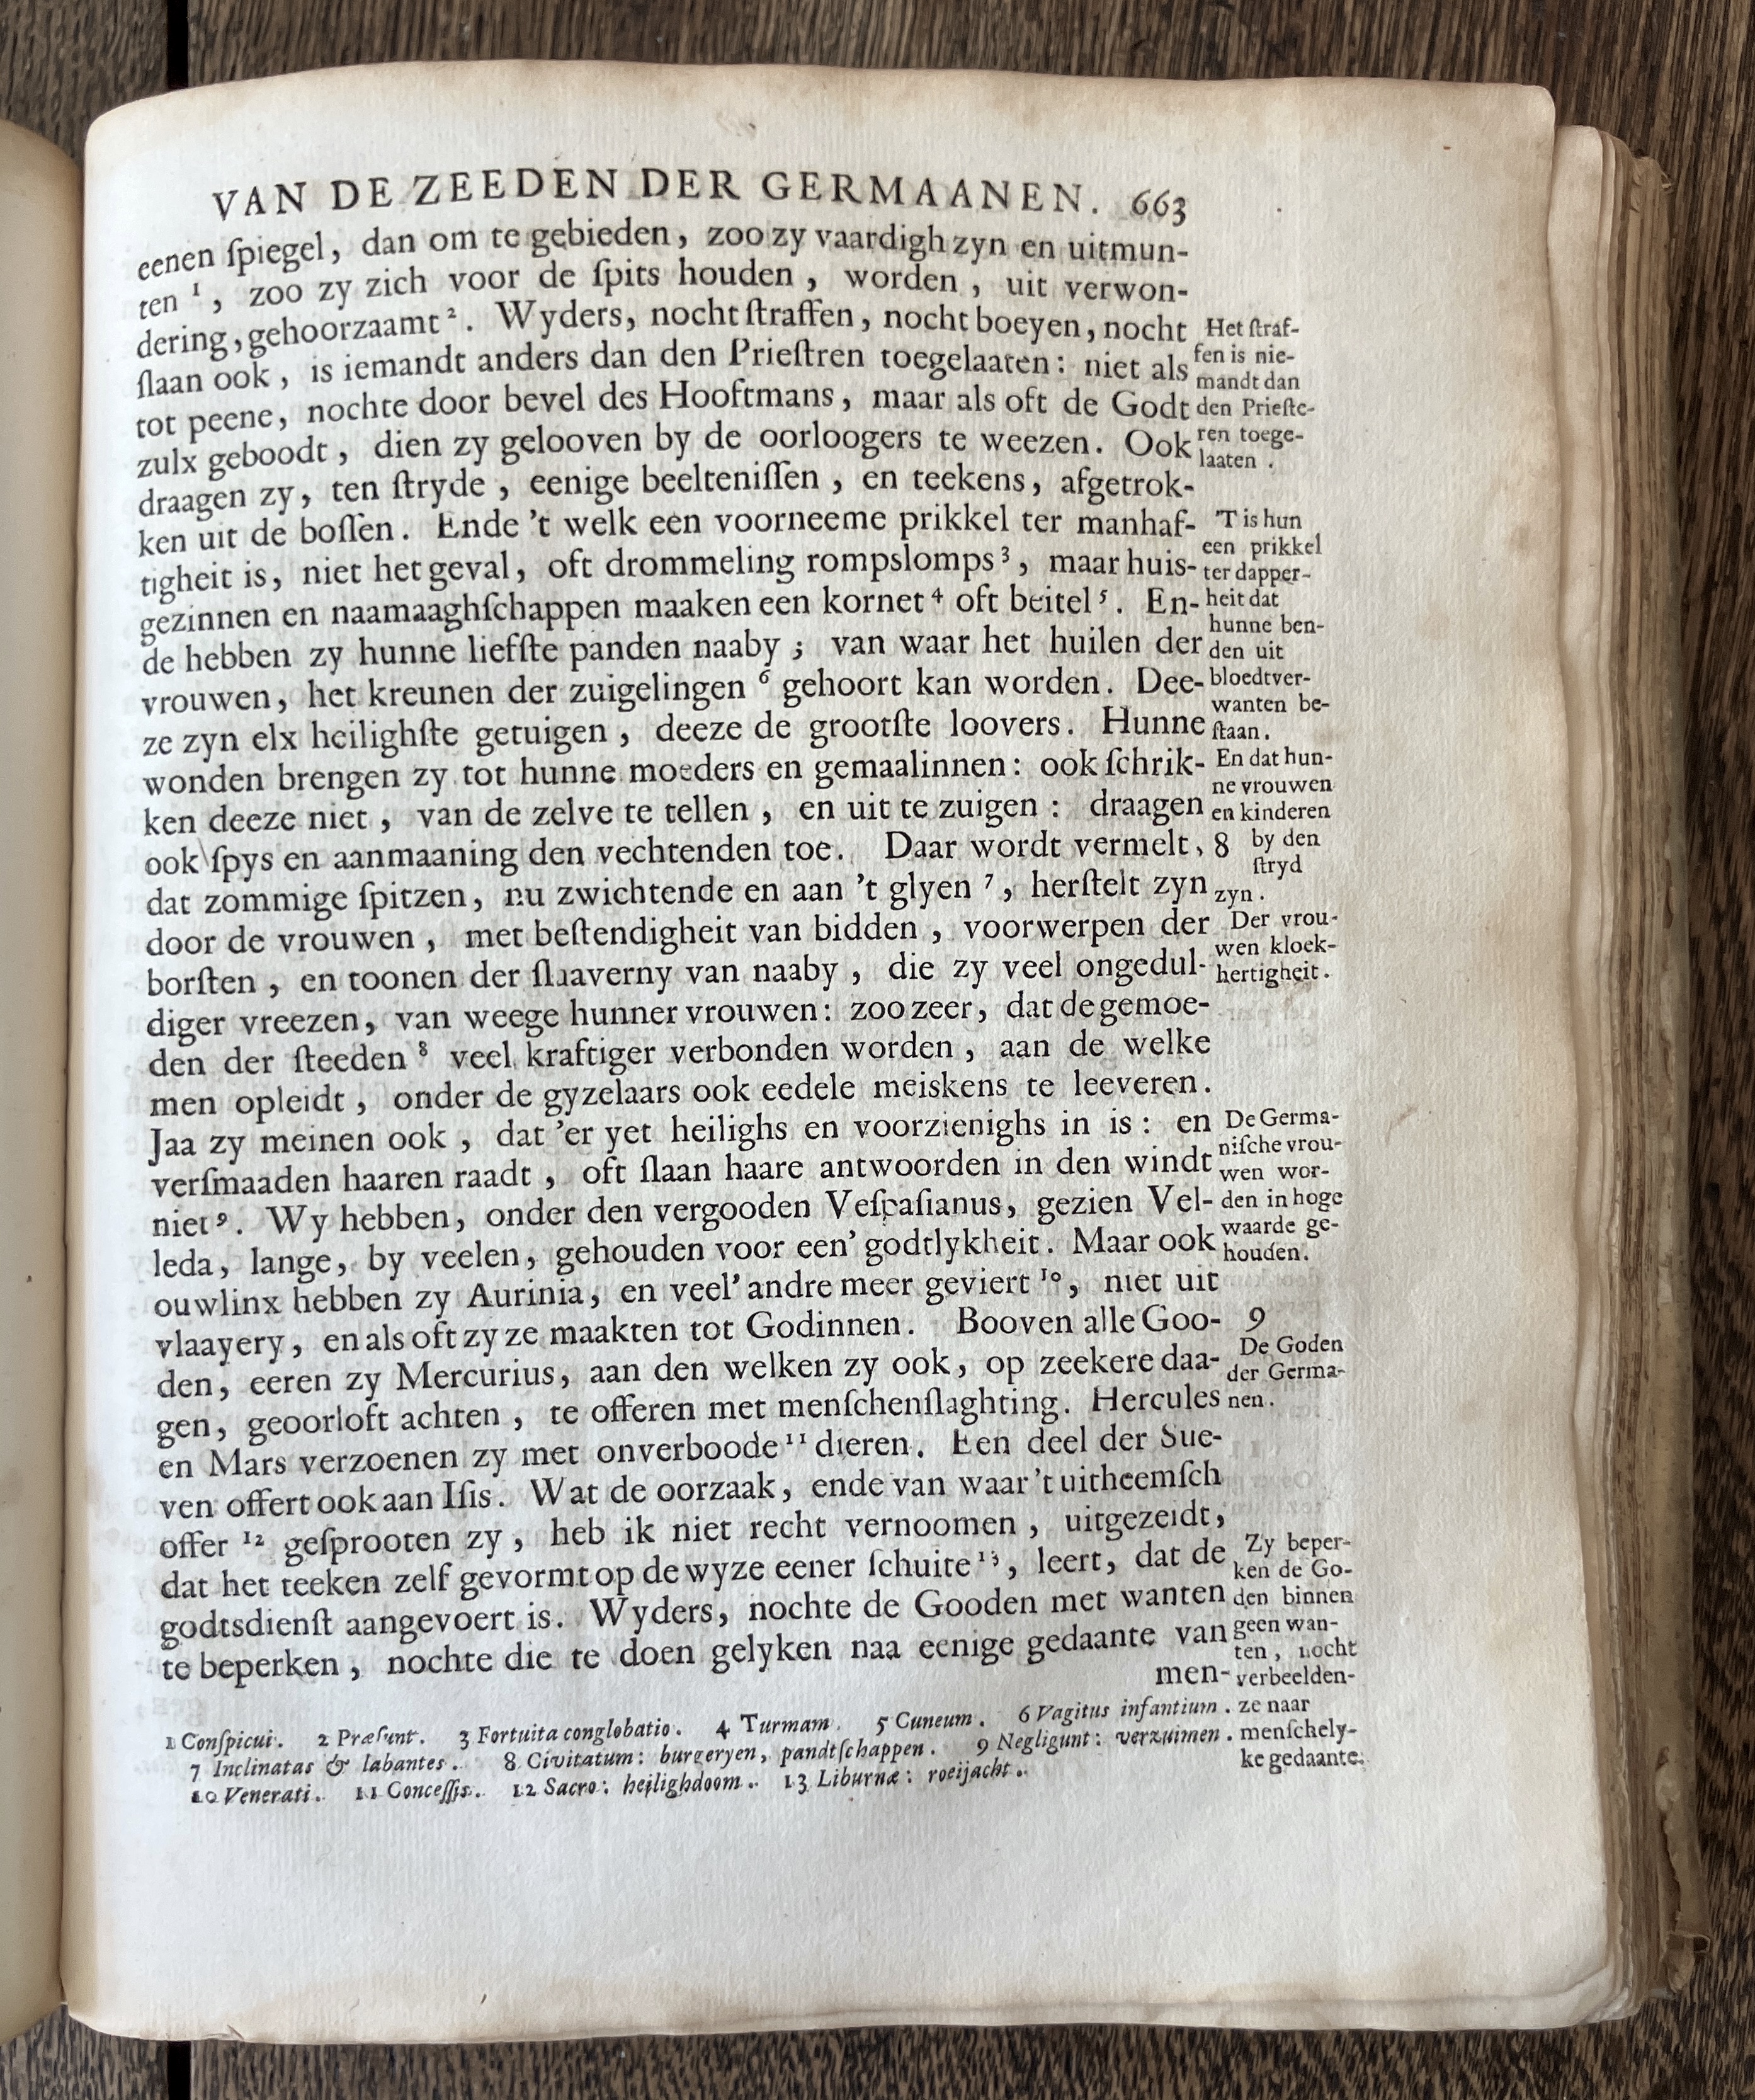 VAN DE ZEEDEN DER GERMAANEN. 663
eenen ſpiegel, dan om te gebieden, zoo zy vaardigh zyn en uitmun-
ten ¹, zoo zy zich voor de ſpits houden, worden, uit verwon-
dering, gehoorzaamt ². Wyders, nocht ſtraffen, nocht boeyen, nocht
ſlaan ook, is iemandt anders dan den Prieſtren toegelaaten: niet als
tot peene, nochte door bevel des Hooftmans, maar als oft de Godt
zulx geboodt, dien zy gelooven by de oorloogers te weezen. Ook
draagen zy, ten ſtryde, eenige beelteniſſen, en teekens, afgetrok-
ken uit de boſſen. Ende 't welk een voorneeme prikkel ter manhaf-
tigheit is, niet het geval, oft drommeling rompslomps ³, maar huis-
gezinnen en naamaaghſchappen maaken een kornet ⁴ oft beitel ⁵. En-
de hebben zy hunne liefſte panden naaby; van waar het huilen der
vrouwen, het kreunen der zuigelingen ⁶ gehoort kan worden. Dee-
ze zyn elx heilighſte getuigen, deeze de grootſte loovers. Hunne
wonden brengen zy tot hunne moeders en gemaalinnen: ook ſchrik-
ken deeze niet, van de zelve te tellen, en uit te zuigen: draagen
ook ſpys en aanmaaning den vechtenden toe. Daar wordt vermelt,
dat zommige ſpitzen, nu zwichtende en aan 't glyen ⁷, herſtelt zyn
door de vrouwen, met beſtendigheit van bidden, voorwerpen der
borſten, en toonen der ſlaaverny van naaby, die zy veel ongedul-
diger vreezen, van weege hunner vrouwen: zoo zeer, dat de gemoe-
den der ſteeden ⁸ veel kraftiger verbonden worden, aan de welke
men opleidt, onder de gyzelaars ook eedele meiskens te leeveren.
Jaa zy meinen ook, dat 'er yet heilighs en voorzienighs in is: en
verſmaaden haaren raadt, oft ſlaan haare antwoorden in den windt
niet ⁹. Wy hebben, onder den vergooden Veſpaſianus, gezien Vel-
leda, lange, by veelen, gehouden voor een' godtlykheit. Maar ook
ouwlinx hebben zy Aurinia, en veel' andre meer geviert ¹⁰, niet uit
vlaayery, en als oft zy ze maakten tot Godinnen. Booven alle Goo-
den, eeren zy Mercurius, aan den welken zy ook, op zeekere daa-
gen, geoorloft achten, te offeren met menſchenſlaghting. Hercules
en Mars verzoenen zy met onverboode ¹¹ dieren. Een deel der Sue-
ven offert ook aan Iſis. Wat de oorzaak, ende van waar 't uitheemſch
offer ¹² geſprooten zy, heb ik niet recht vernoomen, uitgezeidt,
dat het teeken zelf gevormt op de wyze eener ſchuite ¹³, leert, dat de
godtsdienſt aangevoert is. Wyders, nochte de Gooden met wanten
te beperken, nochte die te doen gelyken naa eenige gedaante van
men-
Het ſtraf-
fen is nie-
mandt dan
den Prieſte-
ren toege-
laaten.
'T is hun
een prikkel
ter dapper-
heit dat
hunne ben-
den uit
bloedtver-
wanten be-
ſtaan.
En dat hun-
ne vrouwen
en kinderen
8 by den
ſtryd
zyn.
Der vrou-
wen kloek-
hertigheit.
De Germa-
niſche vrou-
wen wor-
den in hoge
waarde ge-
houden.
9
De Goden
der Germa-
nen.
Zy beper-
ken de Go-
den binnen
geen wan-
ten, nocht
verbeelden-
ze naar
menſchely-
ke gedaante.
1 Conſpicui. 2 Præſunt. 3 Fortuita conglobatio. 4 Turmam. 5 Cuneum. 6 Vagitus infantium.
7 Inclinatas & labantes. 8 Civitatum: burgeryen, pandtſchappen. 9 Negligunt: verzuimen.
10 Venerati. 11 Conceſſis. 12 Sacro: heilighdoom. 13 Liburnæ: roeijacht.